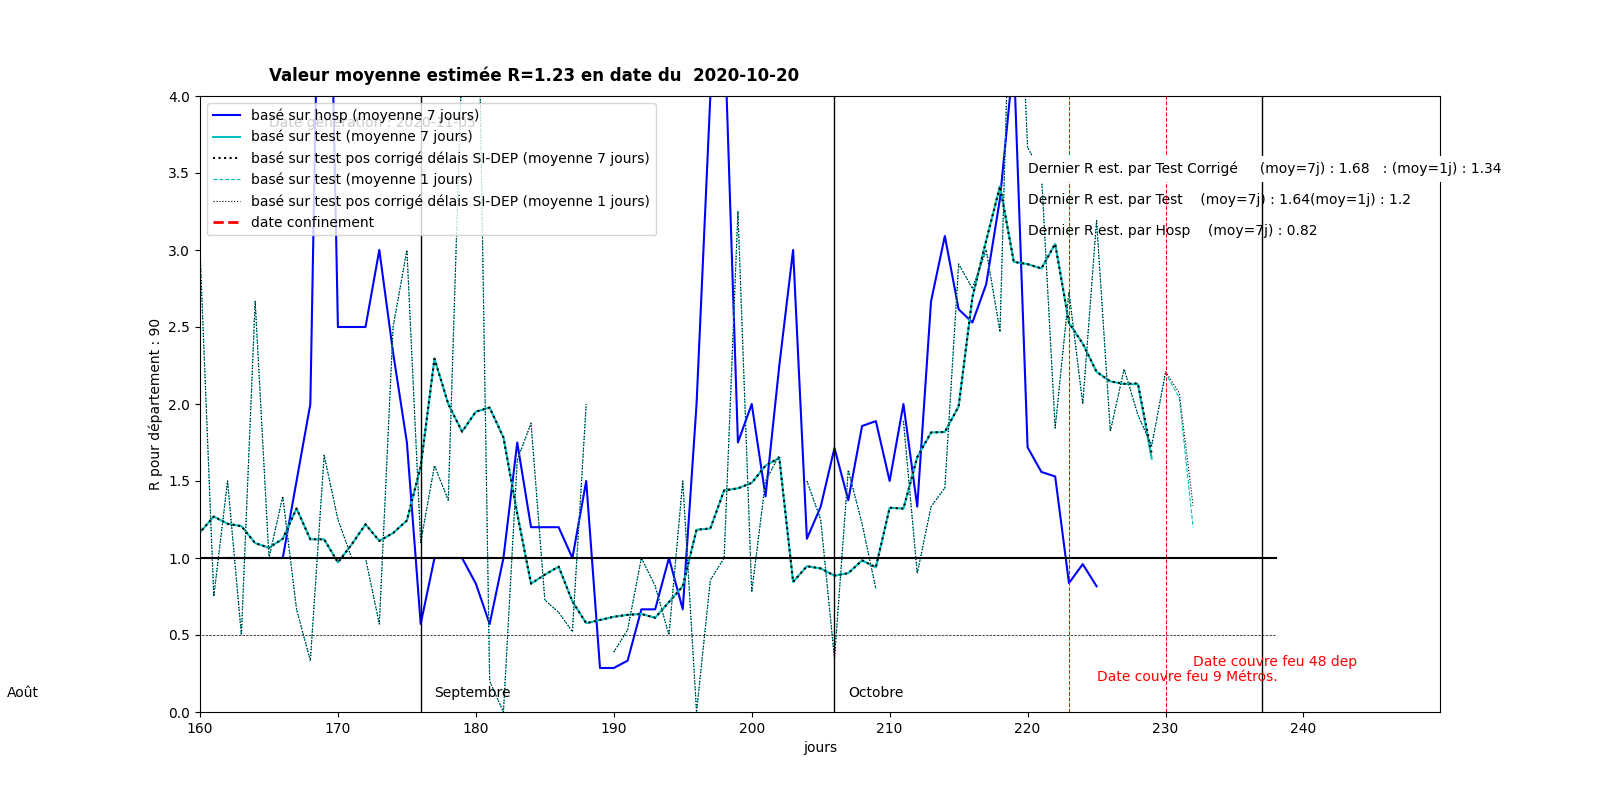 Valeur moyenne estimée R=1.23 en date du  2020-10-20
Date génération : 2020-11-05
basé sur hosp (moyenne 7 jours)
basé sur test (moyenne 7 jours)
basé sur test pos corrigé délais SI-DEP (moyenne 7 jours)
basé sur test (moyenne 1 jours)
basé sur test pos corrigé délais SI-DEP (moyenne 1 jours)
date confinement
Dernier R est. par Test Corrigé     (moy=7j) : 1.68   : (moy=1j) : 1.34
Dernier R est. par Test    (moy=7j) : 1.64(moy=1j) : 1.2
Dernier R est. par Hosp    (moy=7j) : 0.82
4.0
3.5
3.0
2.5
2.0
1.5
1.0
0.5
0.0
R pour département : 90
Date couvre feu 48 dep
Date couvre feu 9 Métros.
Août
Septembre
Octobre
160 170 180 190 200 210 220 230 240
jours